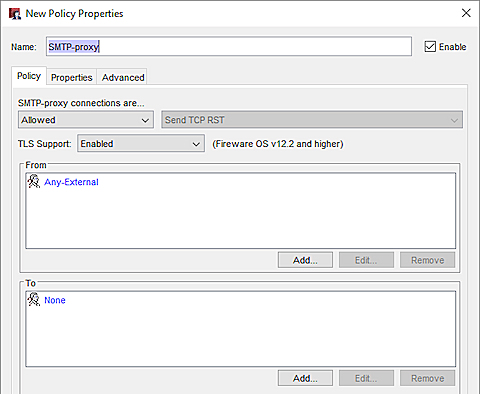 New Policy Properties
Name: SMTP-proxy Enable
Policy Properties Advanced
SMTP-proxy connections are...
Allowed Send TCP RST
TLS Support: Enabled (Fireware OS v12.2 and higher)
From
Any-External
Add... Edit... Remove
To
None
Add... Edit... Remove